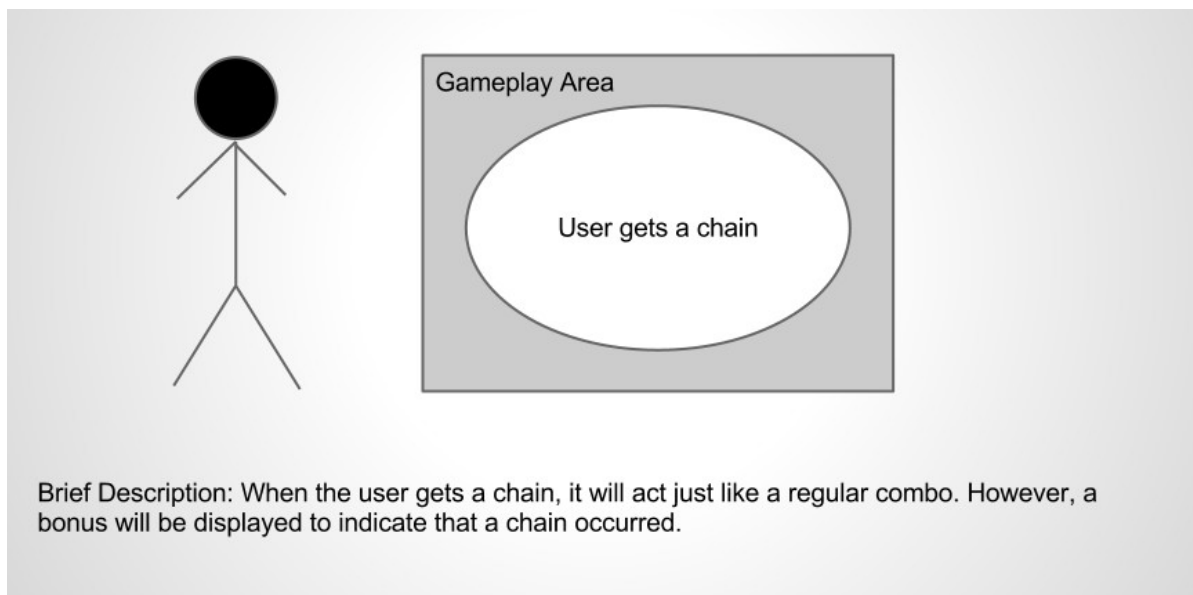 Gameplay Area
User gets a chain
Brief Description: When the user gets a chain, it will act just like a regular combo. However, a
bonus will be displayed to indicate that a chain occurred.